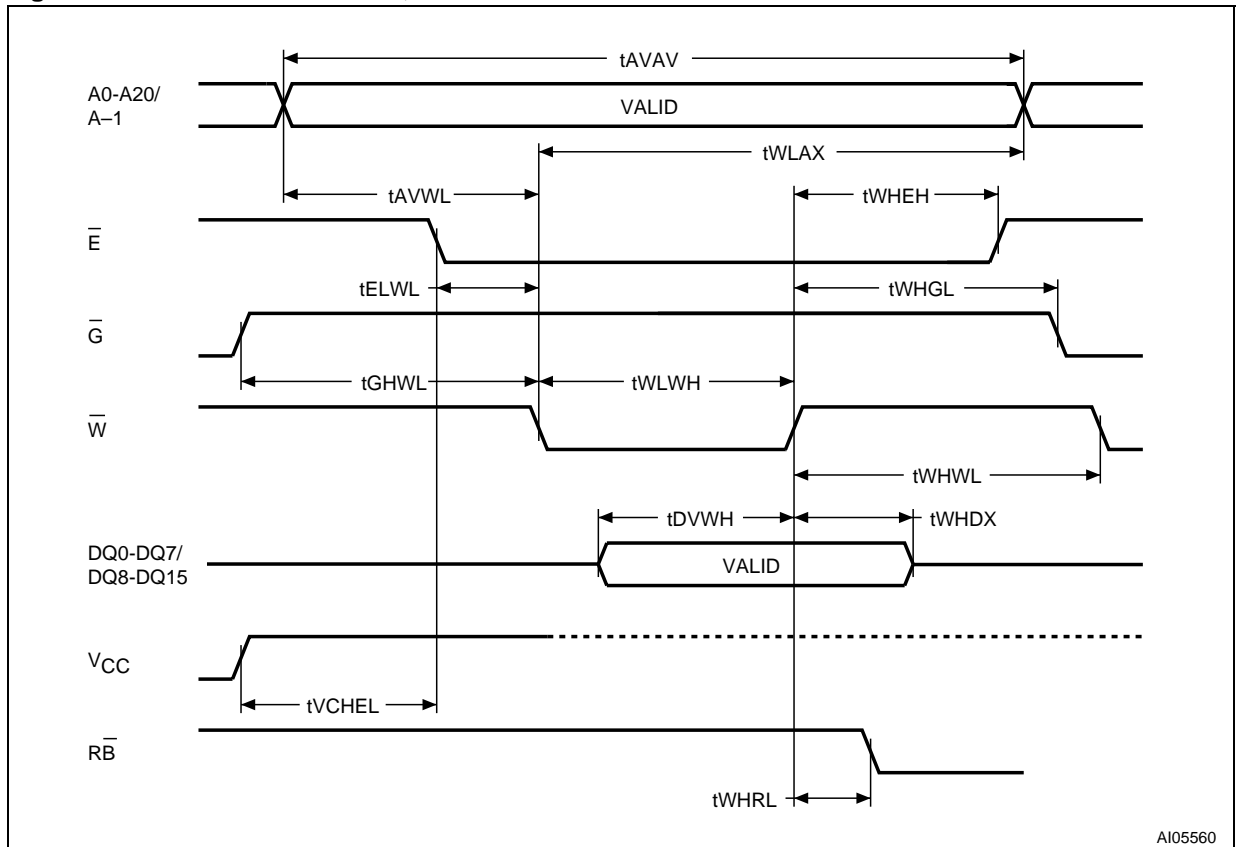 tAVAV
A0-A20/
A–1
VALID
tWLAX
tAVWL
tWHEH
E̅
tELWL
tWHGL
G̅
tGHWL
tWLWH
W̅
tWHWL
tDVWH
tWHDX
DQ0-DQ7/
DQ8-DQ15
VALID
VCC
tVCHEL
RB̅
tWHRL
AI05560